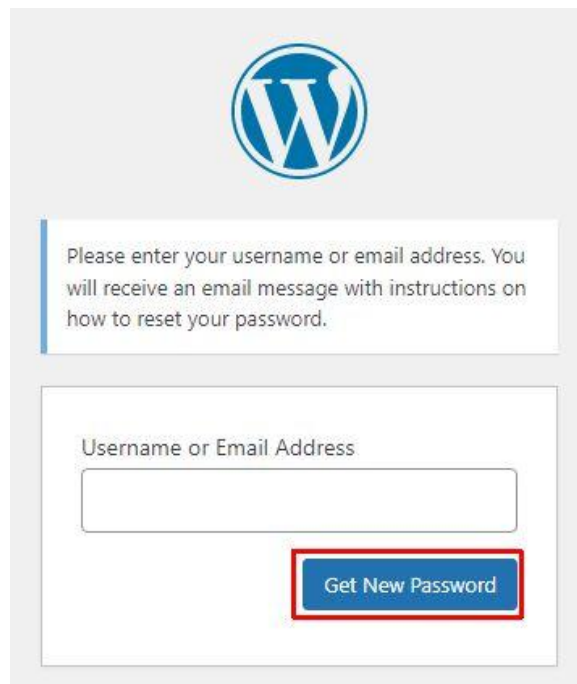 Please enter your username or email address. You
will receive an email message with instructions on
how to reset your password.
Username or Email Address
Get New Password